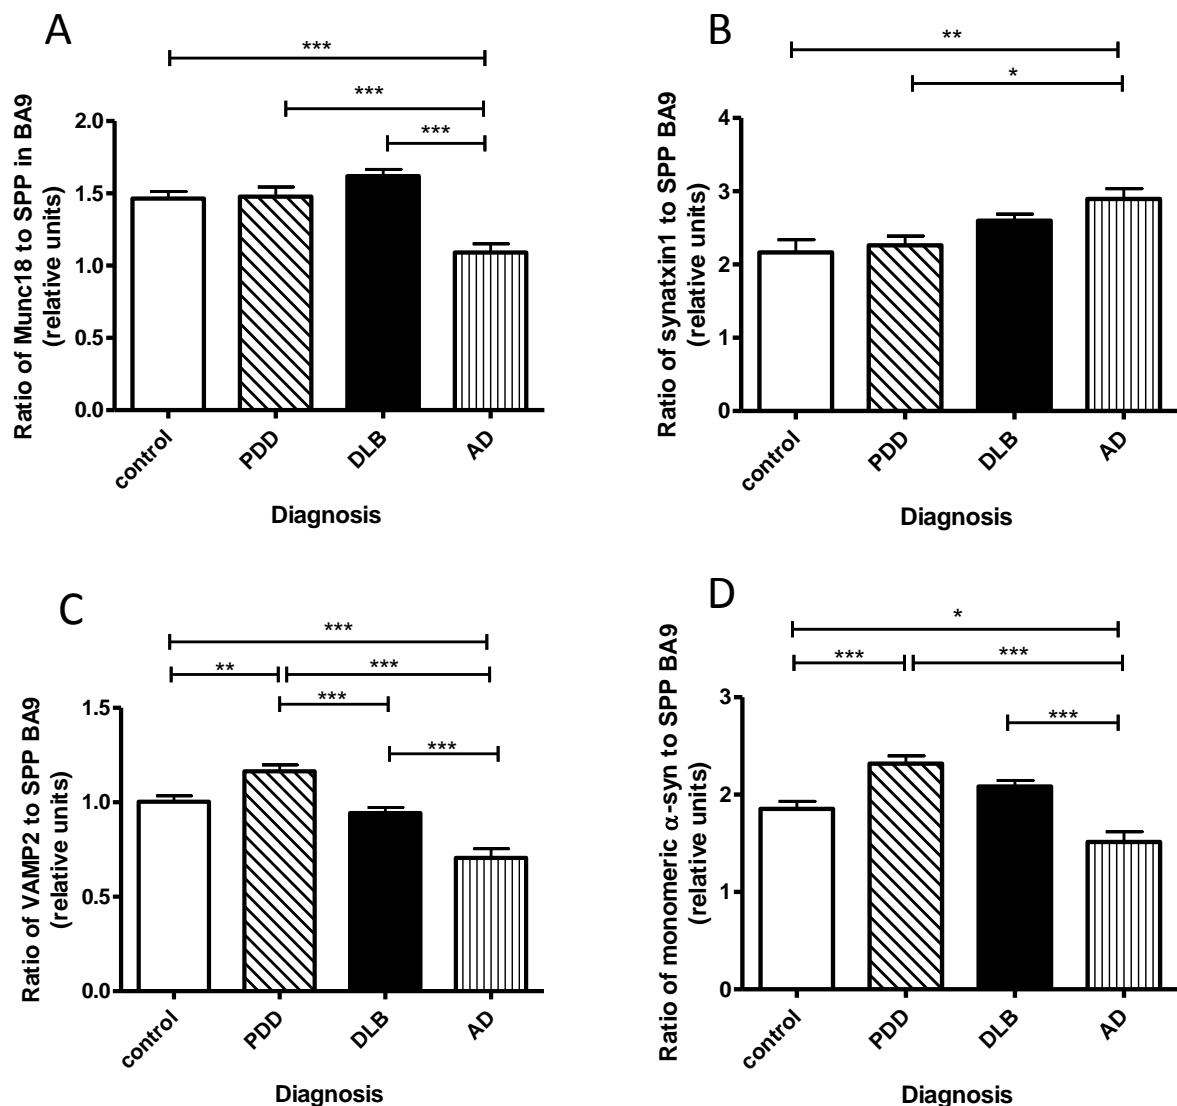 A
***
***
***
Ratio of Munc18 to SPP in BA9
(relative units)
2.0
1.5
1.0
0.5
0.0
control
PDD
DLB
AD
Diagnosis
B
**
*
Ratio of synatxin1 to SPP BA9
(relative units)
4
3
2
1
0
control
PDD
DLB
AD
Diagnosis
C
***
**
***
***
***
Ratio of VAMP2 to SPP BA9
(relative units)
1.5
1.0
0.5
0.0
control
PDD
DLB
AD
Diagnosis
D
*
***
***
***
Ratio of monomeric α-syn to SPP BA9
(relative units)
3
2
1
0
control
PDD
DLB
AD
Diagnosis